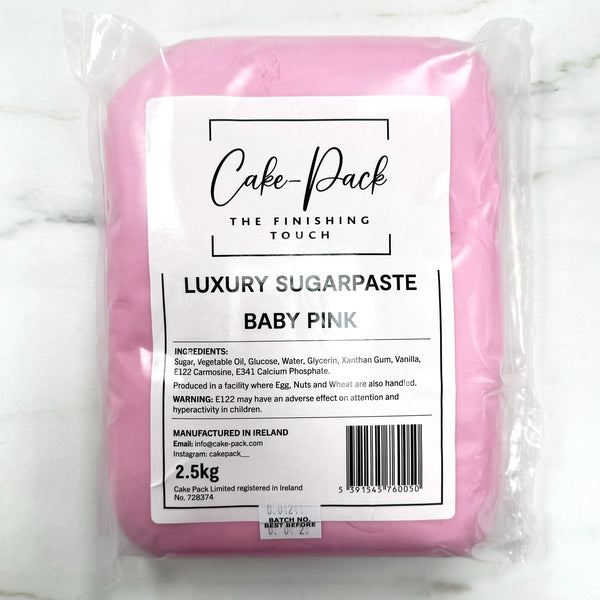 Cake-Pack
THE FINISHING
TOUCH
LUXURY SUGARPASTE
BABY PINK
INGREDIENTS:
Sugar, Vegetable Oil, Glucose, Water, Glycerin, Xanthan Gum, Vanilla,
E122 Carmosine, E341 Calcium Phosphate.
Produced in a facility where Egg, Nuts and Wheat are also handled.
WARNING: E122 may have an adverse effect on attention and
hyperactivity in children.
MANUFACTURED IN IRELAND
Email: info@cake-pack.com
Instagram: cakepack__
2.5kg
Cake Pack Limited registered in Ireland
No. 728374
5 391545 760050
BATCH NO.
BEST BEFORE